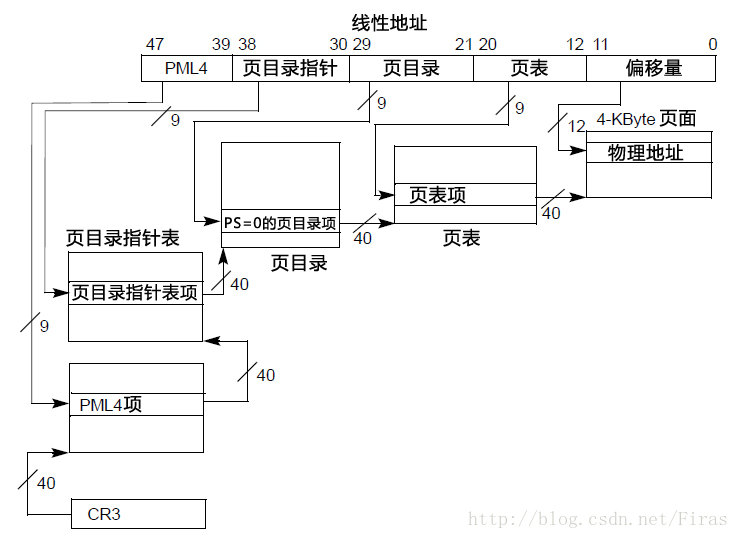 线性地址
47 39 38 30 29 21 20 12 11 0
PML4 页目录指针 页目录 页表 偏移量
9 9 9 12
4-KByte 页面
物理地址
页表项
PS=0的页目录项
40 40
页表
页目录指针表
页目录
40
页目录指针表项
9
40
PML4项
40
CR3
http://blog.csdn.net/Firas